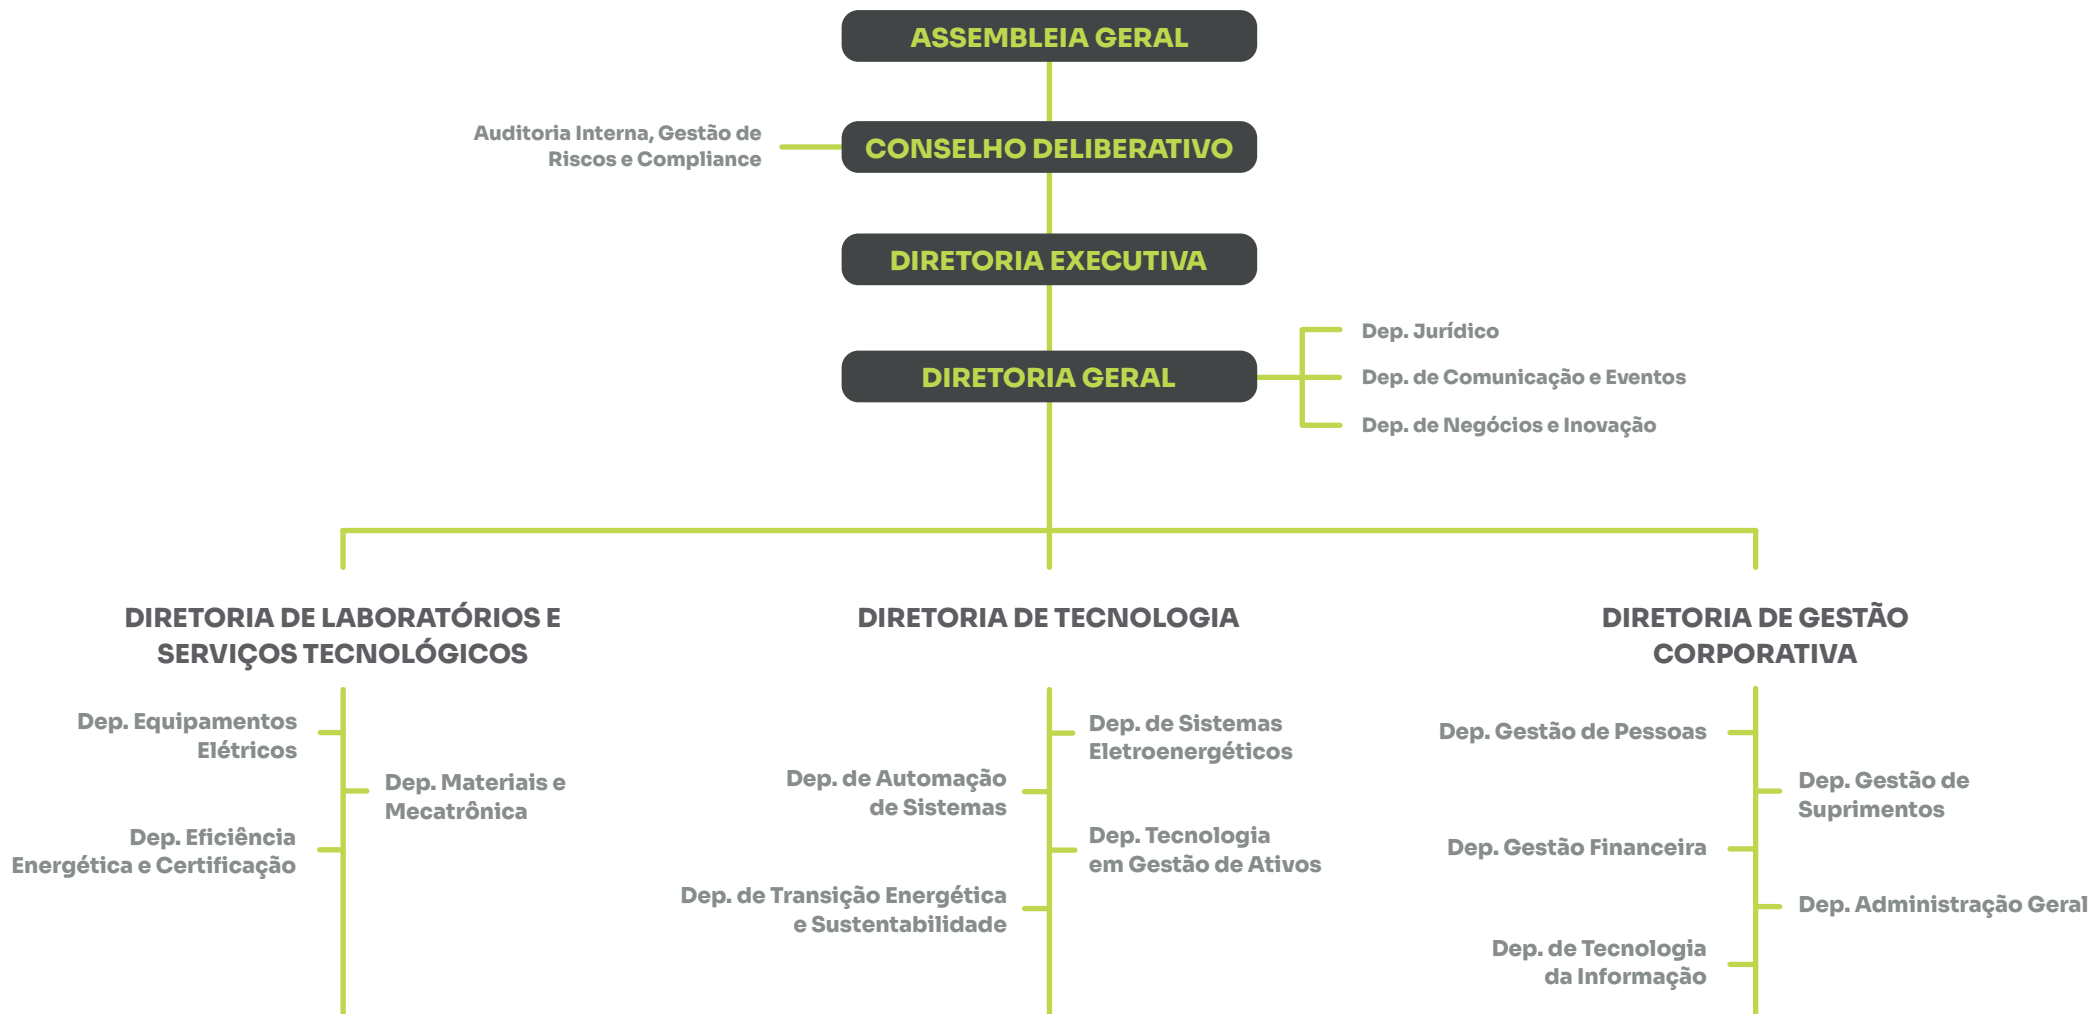 ASSEMBLEIA GERAL
Auditoria Interna, Gestão de
Riscos e Compliance
CONSELHO DELIBERATIVO
DIRETORIA EXECUTIVA
DIRETORIA GERAL
Dep. Jurídico
Dep. de Comunicação e Eventos
Dep. de Negócios e Inovação
DIRETORIA DE LABORATÓRIOS E
SERVIÇOS TECNOLÓGICOS
Dep. Equipamentos
Elétricos
Dep. Materiais e
Mecatrônica
Dep. Eficiência
Energética e Certificação
DIRETORIA DE TECNOLOGIA
Dep. de Sistemas
Eletroenergéticos
Dep. de Automação
de Sistemas
Dep. Tecnologia
em Gestão de Ativos
Dep. de Transição Energética
e Sustentabilidade
DIRETORIA DE GESTÃO
CORPORATIVA
Dep. Gestão de Pessoas
Dep. Gestão de
Suprimentos
Dep. Gestão Financeira
Dep. Administração Geral
Dep. de Tecnologia
da Informação